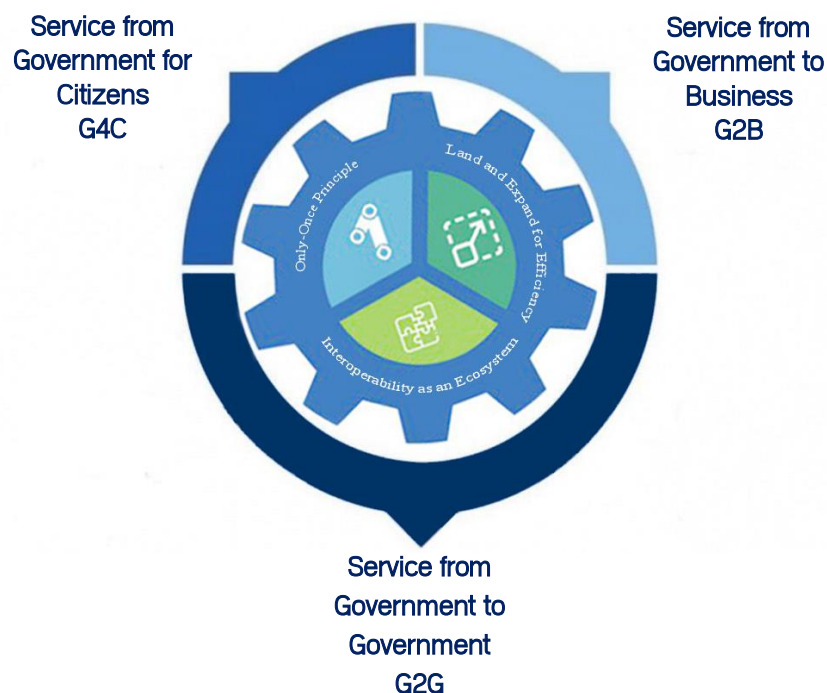 Service from
Government for
Citizens
G4C
Service from
Government to
Business
G2B
Only-Once Principle
Land and Expand for Efficiency
Interoperability as an Ecosystem
Service from
Government to
Government
G2G